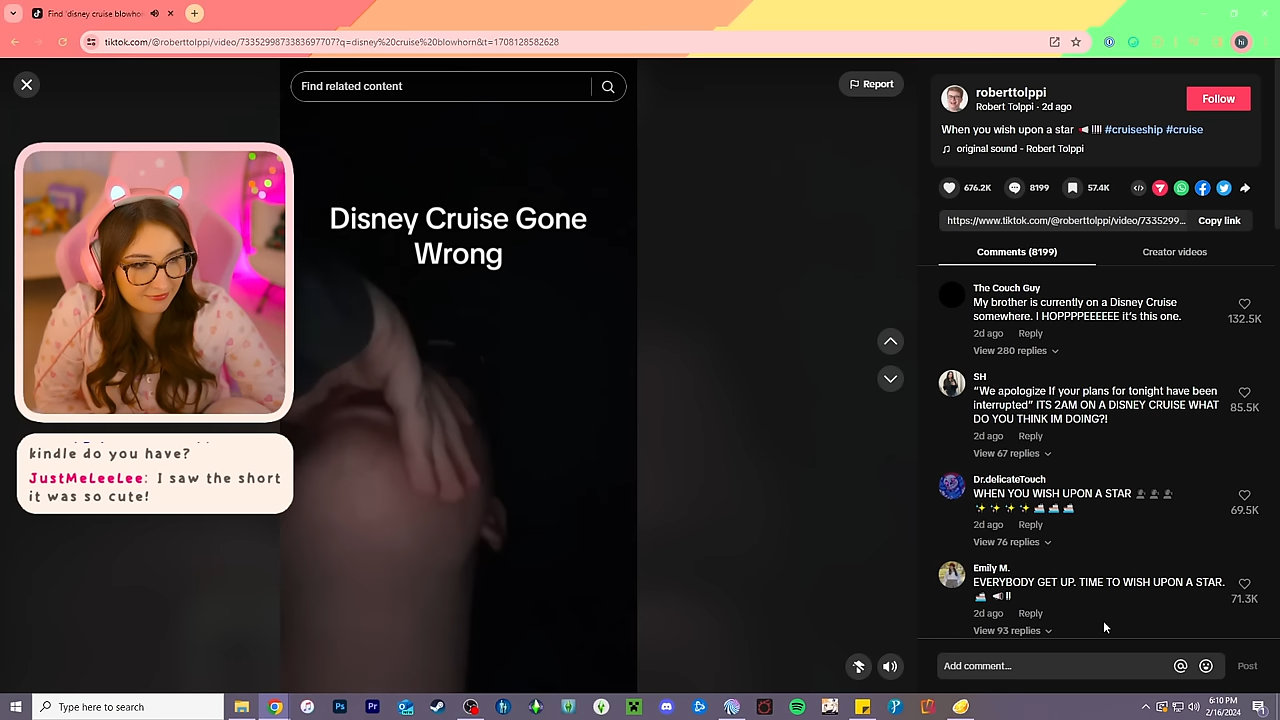 Find 'disney cruise blowhor
tiktok.com/@roberttolppi/video/7335299873383697707?q=disney%20cruise%20blowhorn&t=1708128582628
hi
Find related content
Report
Disney Cruise Gone
Wrong
kindle do you have?
JustMeLeeLee: I saw the short
it was so cute!
roberttolppi
Robert Tolppi · 2d ago
Follow
When you wish upon a star 📣 !!!! #cruiseship #cruise
original sound - Robert Tolppi
676.2K
8199
57.4K
https://www.tiktok.com/@roberttolppi/video/7335299...
Copy link
Comments (8199)
Creator videos
The Couch Guy
My brother is currently on a Disney Cruise
somewhere. I HOPPPPEEEEEE it's this one.
132.5K
2d ago Reply
View 280 replies
SH
“We apologize If your plans for tonight have been
interrupted” ITS 2AM ON A DISNEY CRUISE WHAT
DO YOU THINK IM DOING?!
85.5K
2d ago Reply
View 67 replies
Dr.delicateTouch
WHEN YOU WISH UPON A STAR 🗣️ 🗣️ 🗣️
✨ ✨ ✨ ✨ 🚢 🚢 🚢
69.5K
2d ago Reply
View 76 replies
Emily M.
EVERYBODY GET UP. TIME TO WISH UPON A STAR.
🚢 📢‼️
71.3K
2d ago Reply
View 93 replies
Add comment...
Post
Type here to search
Ps
Pr
6:10 PM
2/16/2024